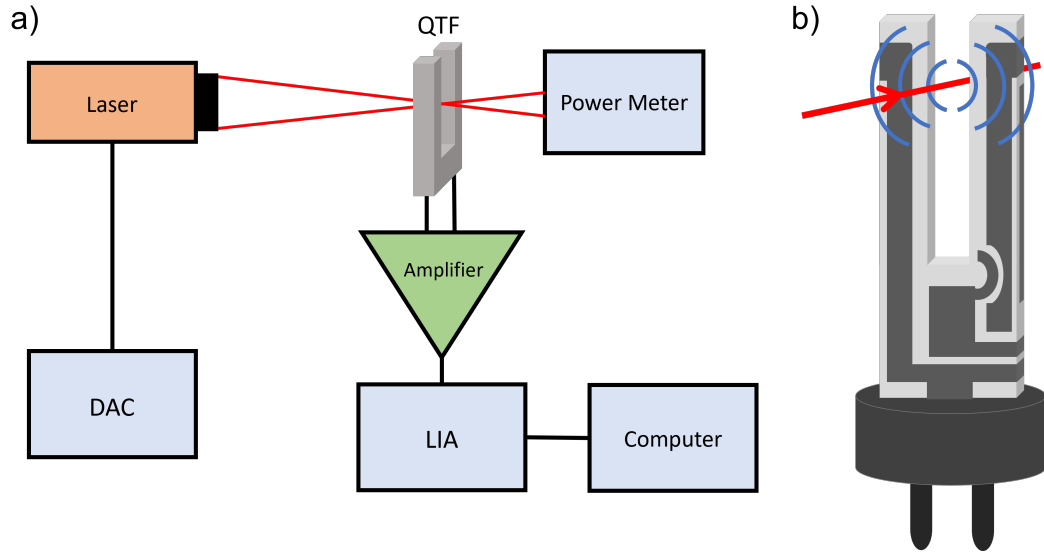 a)
QTF
b)
Laser
Power Meter
Amplifier
DAC
LIA
Computer